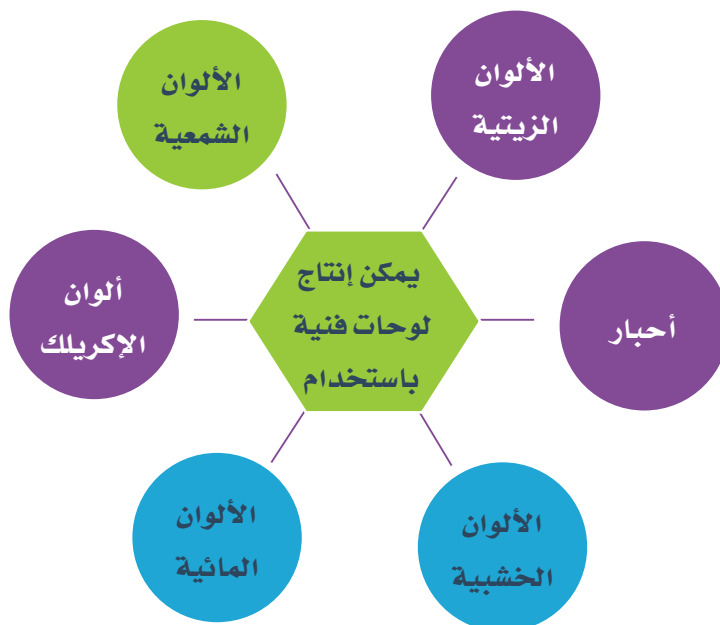 الألوان
الزيتية
الألوان
الشمعية
يمكن إنتاج
لوحات فنية
باستخدام
أحبار
ألوان
الإكريلك
الألوان
الخشبية
الألوان
المائية